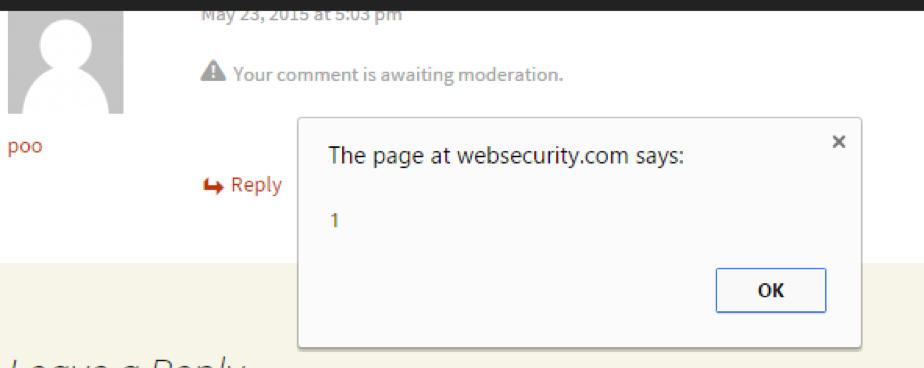 May 23, 2015 at 5:03 pm
Your comment is awaiting moderation.
poo
Reply
The page at websecurity.com says:
×
1
OK
Leave a Reply